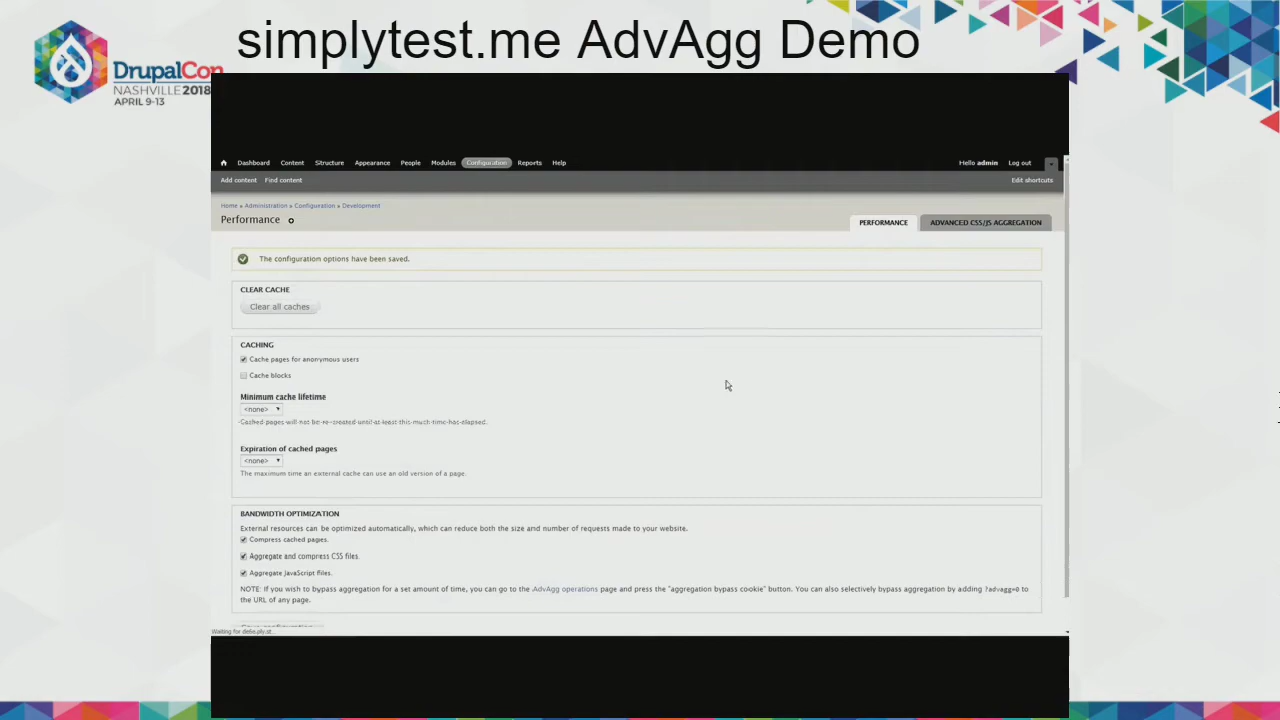 simplytest.me AdvAgg Demo
DrupalCon
NASHVILLE 2018
APRIL 9-13
Dashboard Content Structure Appearance People Modules Configuration Reports Help Hello admin Log out
Add content Find content Edit shortcuts
Home » Administration » Configuration » Development
Performance PERFORMANCE ADVANCED CSS/JS AGGREGATION
The configuration options have been saved.
CLEAR CACHE
Clear all caches
CACHING
Cache pages for anonymous users
Cache blocks
Minimum cache lifetime
<none>
Cached pages will not be re-created until at least this much time has elapsed.
Expiration of cached pages
<none>
The maximum time an external cache can use an old version of a page.
BANDWIDTH OPTIMIZATION
External resources can be optimized automatically, which can reduce both the size and number of requests made to your website.
Compress cached pages.
Aggregate and compress CSS files.
Aggregate JavaScript files.
NOTE: If you wish to bypass aggregation for a set amount of time, you can go to the AdvAgg operations page and press the "aggregation bypass cookie" button. You can also selectively bypass aggregation by adding ?advagg=0 to
the URL of any page.
Save configuration
Waiting for